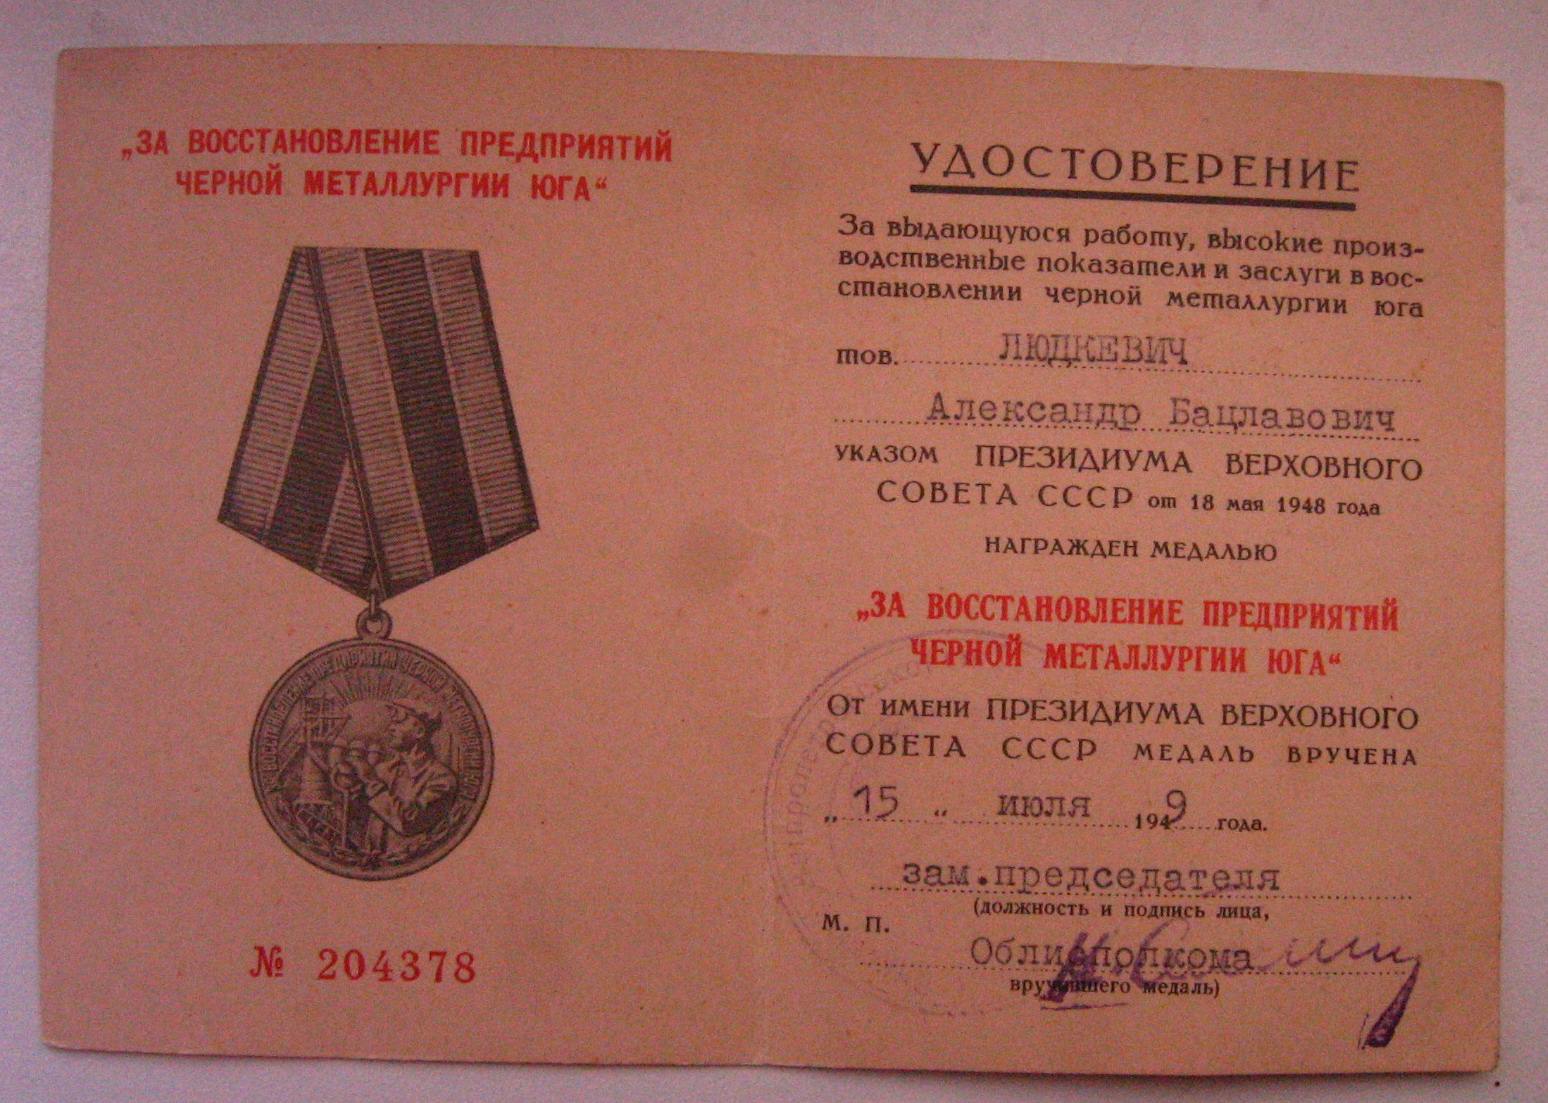 „ЗА ВОССТАНОВЛЕНИЕ ПРЕДПРИЯТИЙ
ЧЕРНОЙ МЕТАЛЛУРГИИ ЮГА“
№ 204378
УДОСТОВЕРЕНИЕ
За выдающуюся работу, высокие произ-
водственные показатели и заслуги в вос-
становлении черной металлургии юга
тов. ЛЮДКЕВИЧ
Александр Вацлавович
указом ПРЕЗИДИУМА ВЕРХОВНОГО
СОВЕТА СССР от 18 мая 1948 года
НАГРАЖДЕН МЕДАЛЬЮ
„ЗА ВОССТАНОВЛЕНИЕ ПРЕДПРИЯТИЙ
ЧЕРНОЙ МЕТАЛЛУРГИИ ЮГА“
От имени ПРЕЗИДИУМА ВЕРХОВНОГО
СОВЕТА СССР МЕДАЛЬ ВРУЧЕНА
„15“ июля 1949 года.
зам.председателя
(должность и подпись лица,
М. П.
Облисполкома
вручившего медаль)